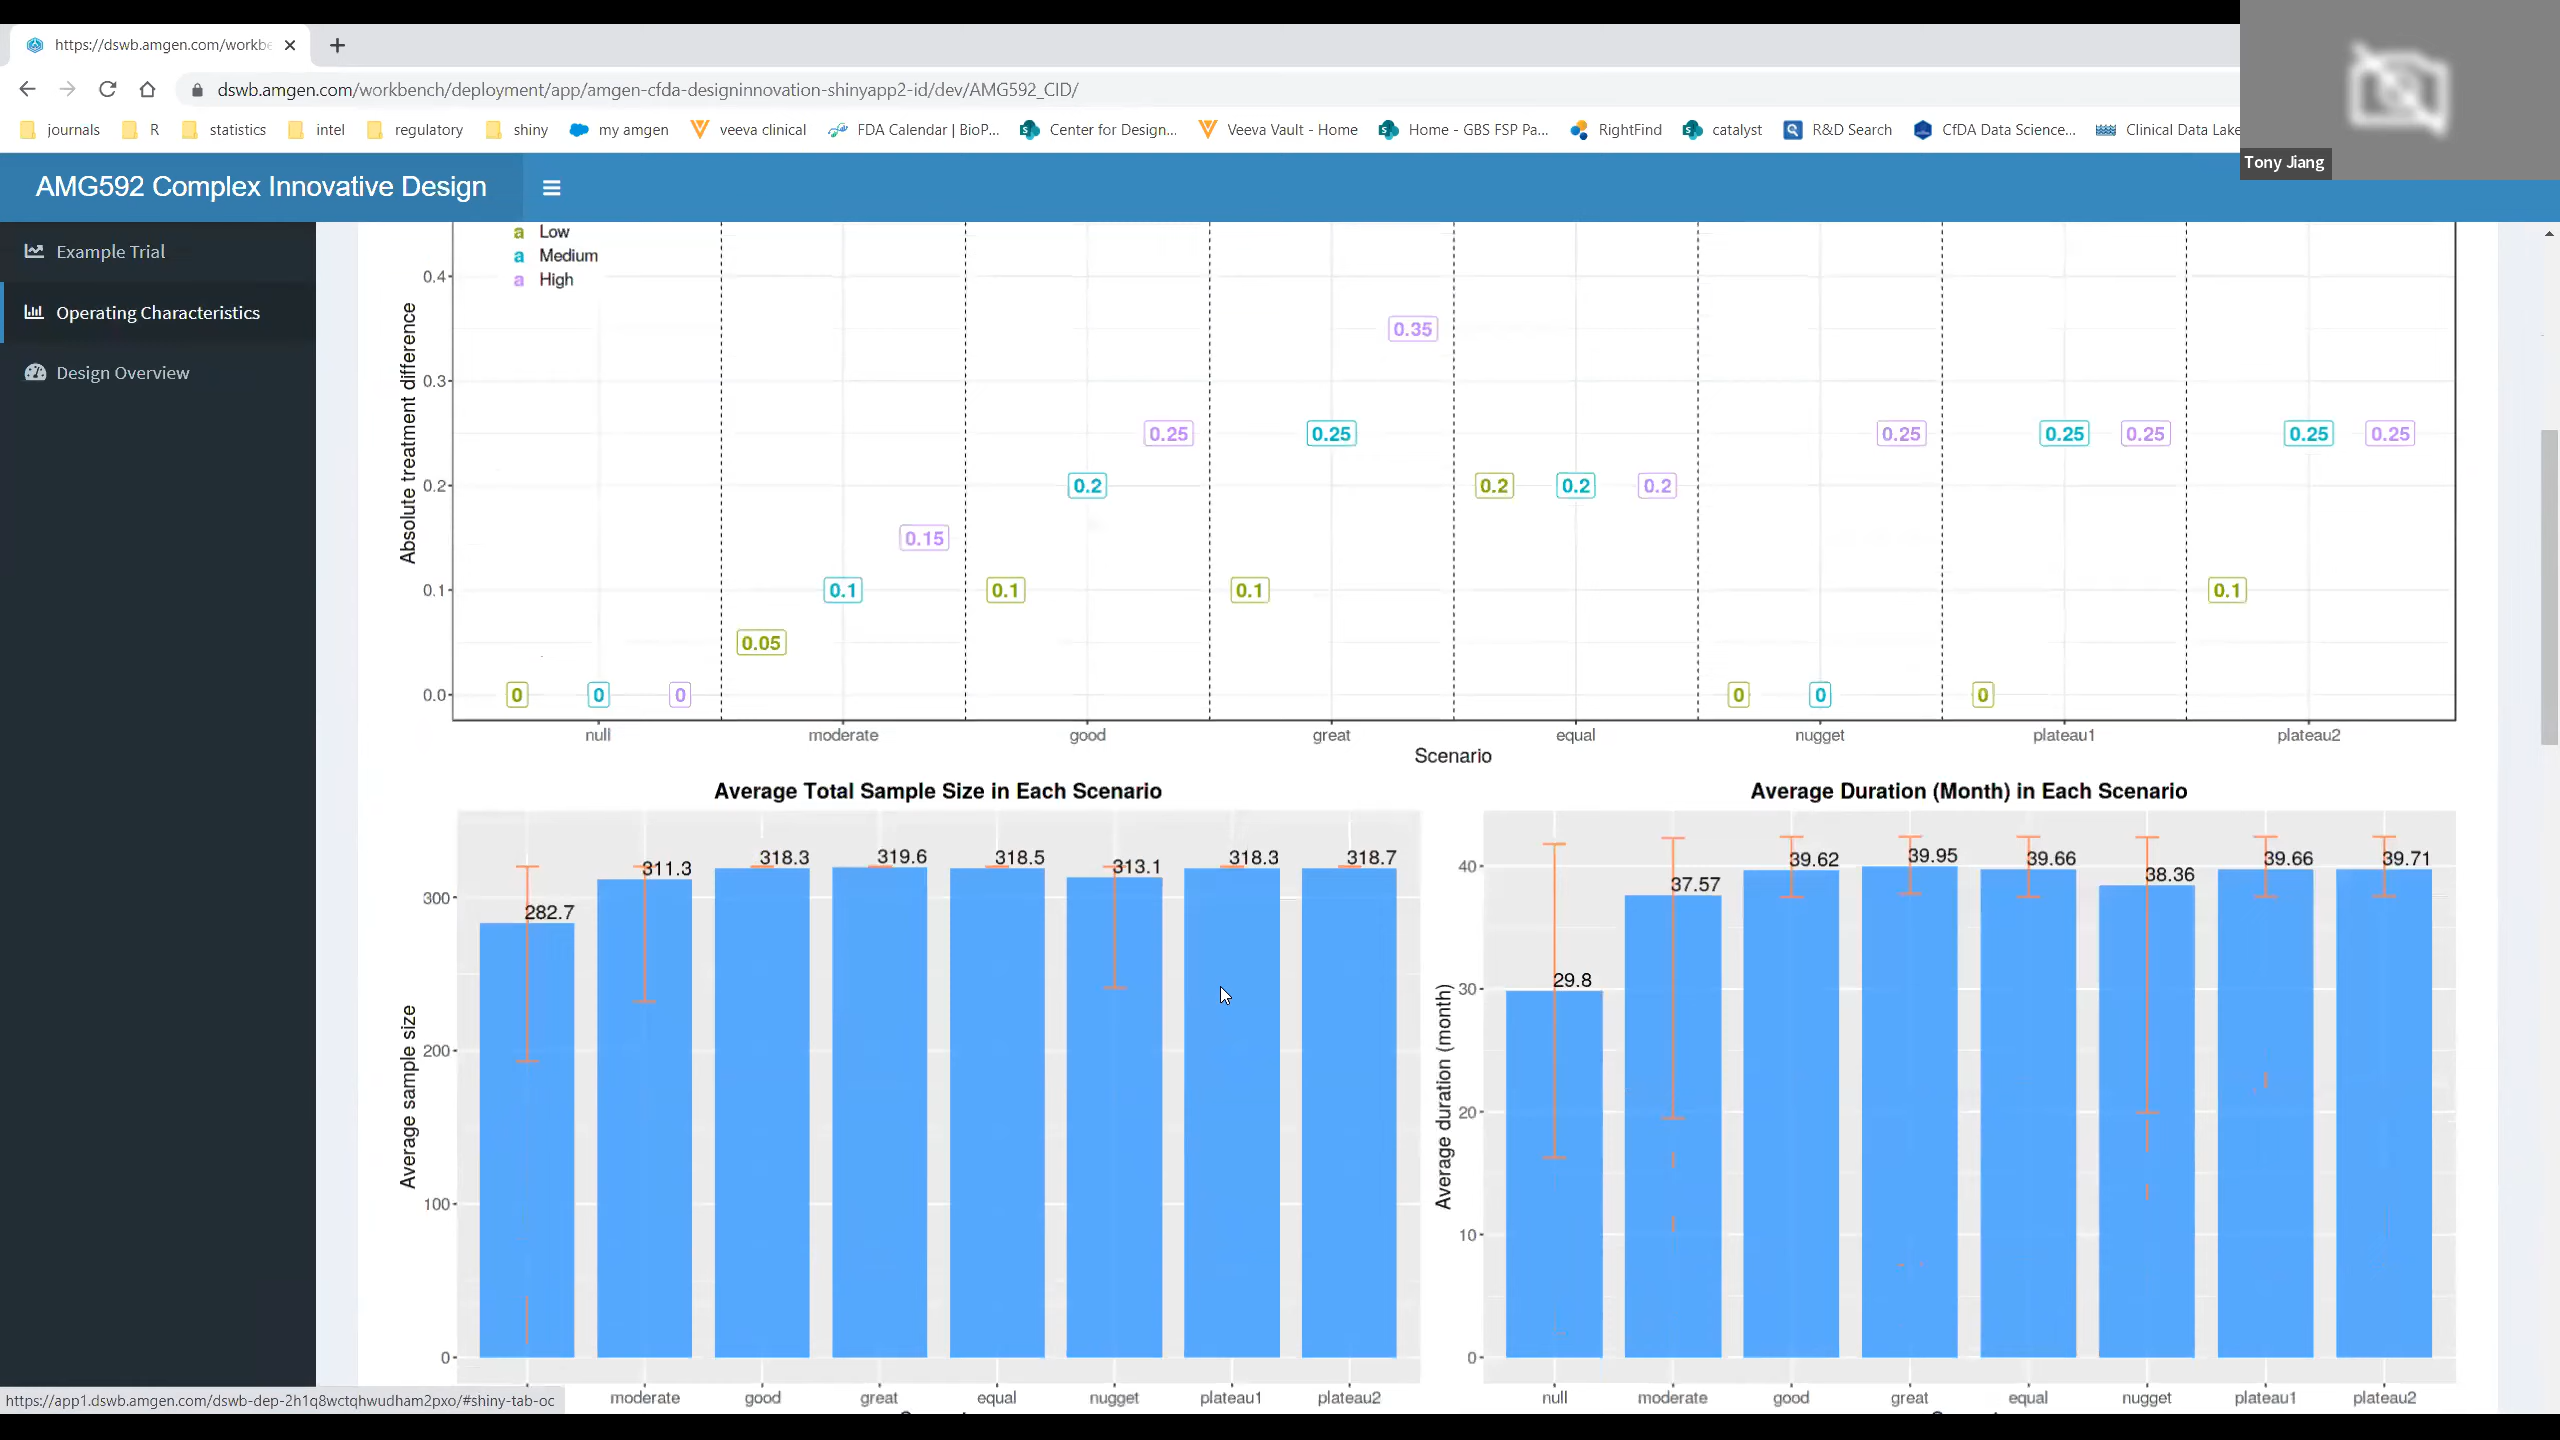 https://dswb.amgen.com/workbe
dswb.amgen.com/workbench/deployment/app/amgen-cfda-designinnovation-shinyapp2-id/dev/AMG592_CID/
journals R statistics intel regulatory shiny my amgen veeva clinical FDA Calendar | BioP... Center for Design... Veeva Vault - Home Home - GBS FSP Pa... RightFind catalyst R&D Search CfDA Data Science... Clinical Data Lake
Tony Jiang
AMG592 Complex Innovative Design
Example Trial
Operating Characteristics
Design Overview
a Low
a Medium
a High
Absolute treatment difference
0.4
0.3
0.2
0.1
0.0
0 0 0
0.05 0.1 0.15
0.1 0.2 0.25
0.1 0.25 0.35
0.2 0.2 0.2
0 0 0.25
0 0.25 0.25
0.1 0.25 0.25
null moderate good great equal nugget plateau1 plateau2
Scenario
Average Total Sample Size in Each Scenario
Average sample size
300
200
100
0
282.7 311.3 318.3 319.6 318.5 313.1 318.3 318.7
moderate good great equal nugget plateau1 plateau2
Average Duration (Month) in Each Scenario
Average duration (month)
40
30
20
10
0
29.8 37.57 39.62 39.95 39.66 38.36 39.66 39.71
null moderate good great equal nugget plateau1 plateau2
https://app1.dswb.amgen.com/dswb-dep-2h1q8wctqhwudham2pxo/#shiny-tab-oc